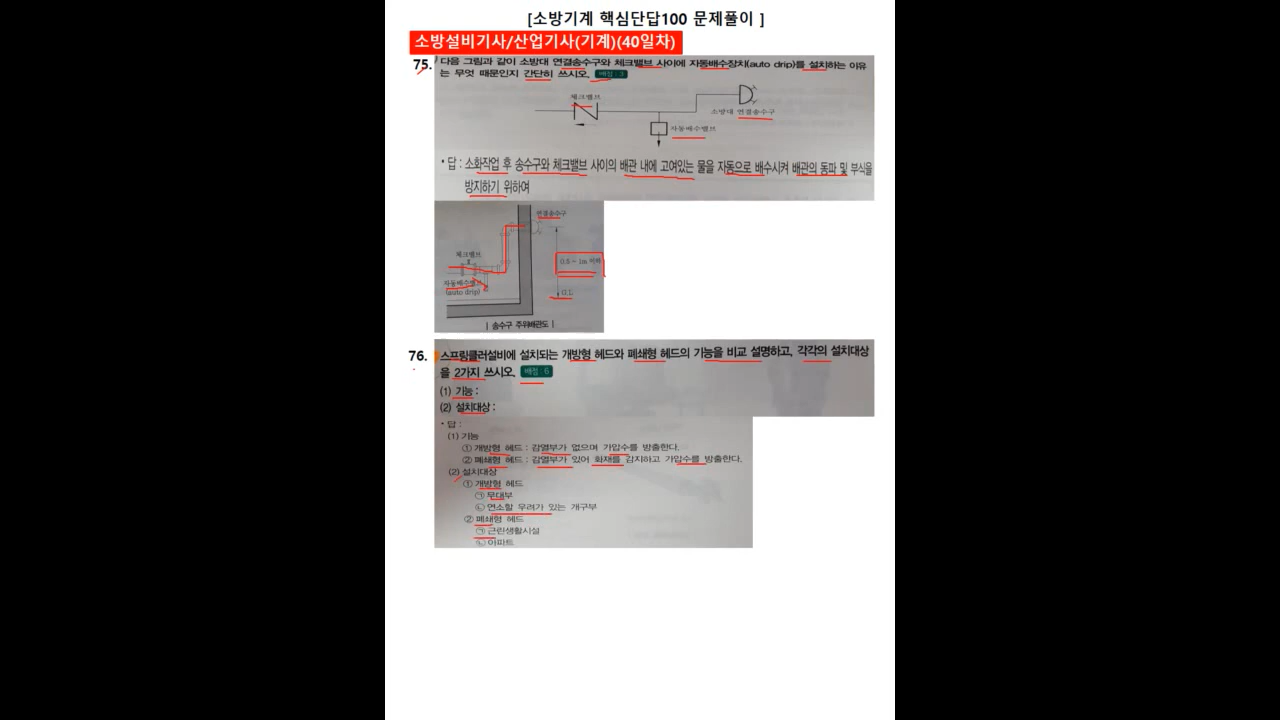 [소방기계 핵심단답100 문제풀이 ]
소방설비기사/산업기사(기계)(40일차)
75. 다음 그림과 같이 소방대 연결송수구와 체크밸브 사이에 자동배수장치(auto drip)를 설치하는 이유
는 무엇 때문인지 간단히 쓰시오. 배점 : 3
체크밸브
소방대 연결송수구
자동배수밸브
• 답 : 소화작업 후 송수구와 체크밸브 사이의 배관 내에 고여있는 물을 자동으로 배수시켜 배관의 동파 및 부식을
방지하기 위하여
연결송수구
체크밸브
0.5~1m 이하
자동배수밸브
(auto drip)
G.L
| 송수구 주위배관도 |
76. 스프링클러설비에 설치되는 개방형 헤드와 폐쇄형 헤드의 기능을 비교 설명하고, 각각의 설치대상
을 2가지 쓰시오. 배점 : 6
(1) 기능 :
(2) 설치대상 :
• 답 :
(1) 기능
① 개방형 헤드 : 감열부가 없으며 가압수를 방출한다.
② 폐쇄형 헤드 : 감열부가 있어 화재를 감지하고 가압수를 방출한다.
(2) 설치대상
① 개방형 헤드
㉠ 무대부
㉡ 연소할 우려가 있는 개구부
② 폐쇄형 헤드
㉠ 근린생활시설
㉡ 아파트